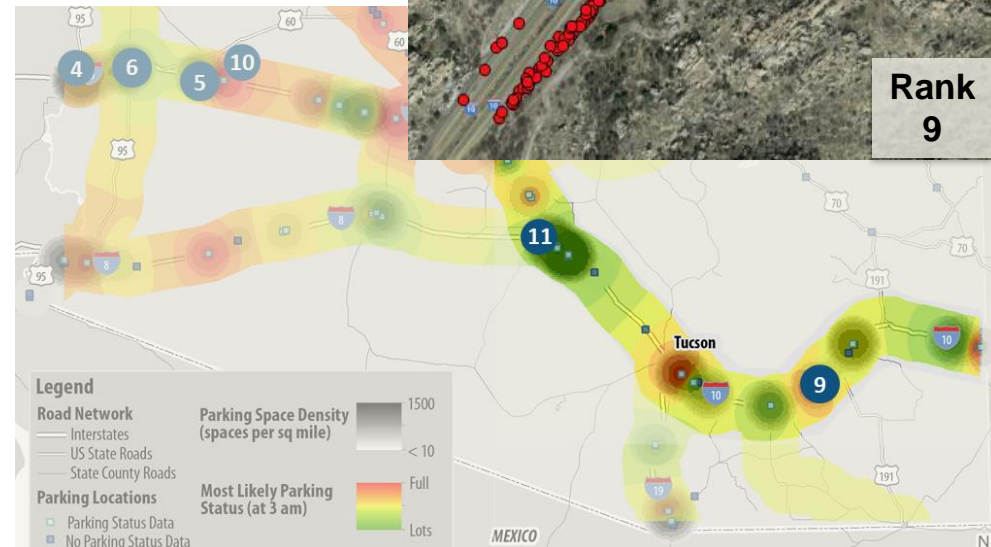 95
60
60
4
6
5
10
95
8
8
95
11
10
10
Rank
9
70
70
191
Tucson
10
9
10
19
191
MEXICO
N
Legend
Road Network
Interstates
US State Roads
State County Roads
Parking Locations
Parking Status Data
No Parking Status Data
Parking Space Density
(spaces per sq mile)
1500
< 10
Most Likely Parking
Status (at 3 am)
Full
Lots